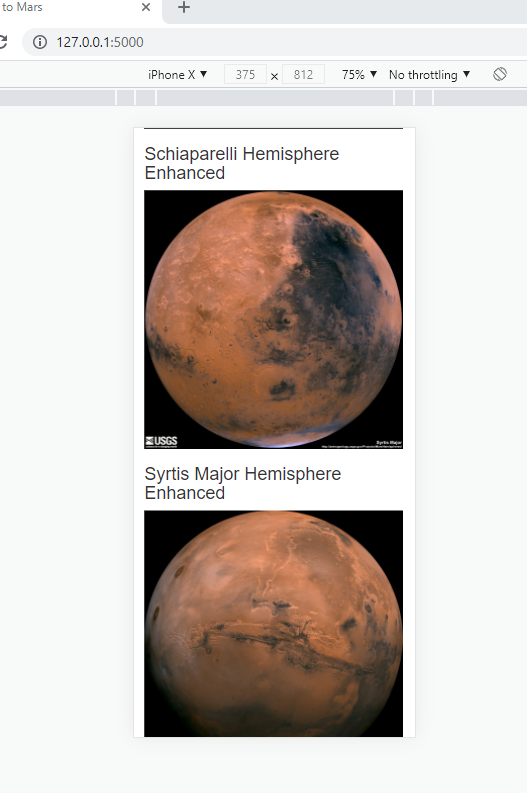 to Mars
127.0.0.1:5000
iPhone X ▼ 375 × 812 75% ▼ No throttling ▼
Schiaparelli Hemisphere
Enhanced
USGS
Syrtis Major
Syrtis Major Hemisphere
Enhanced